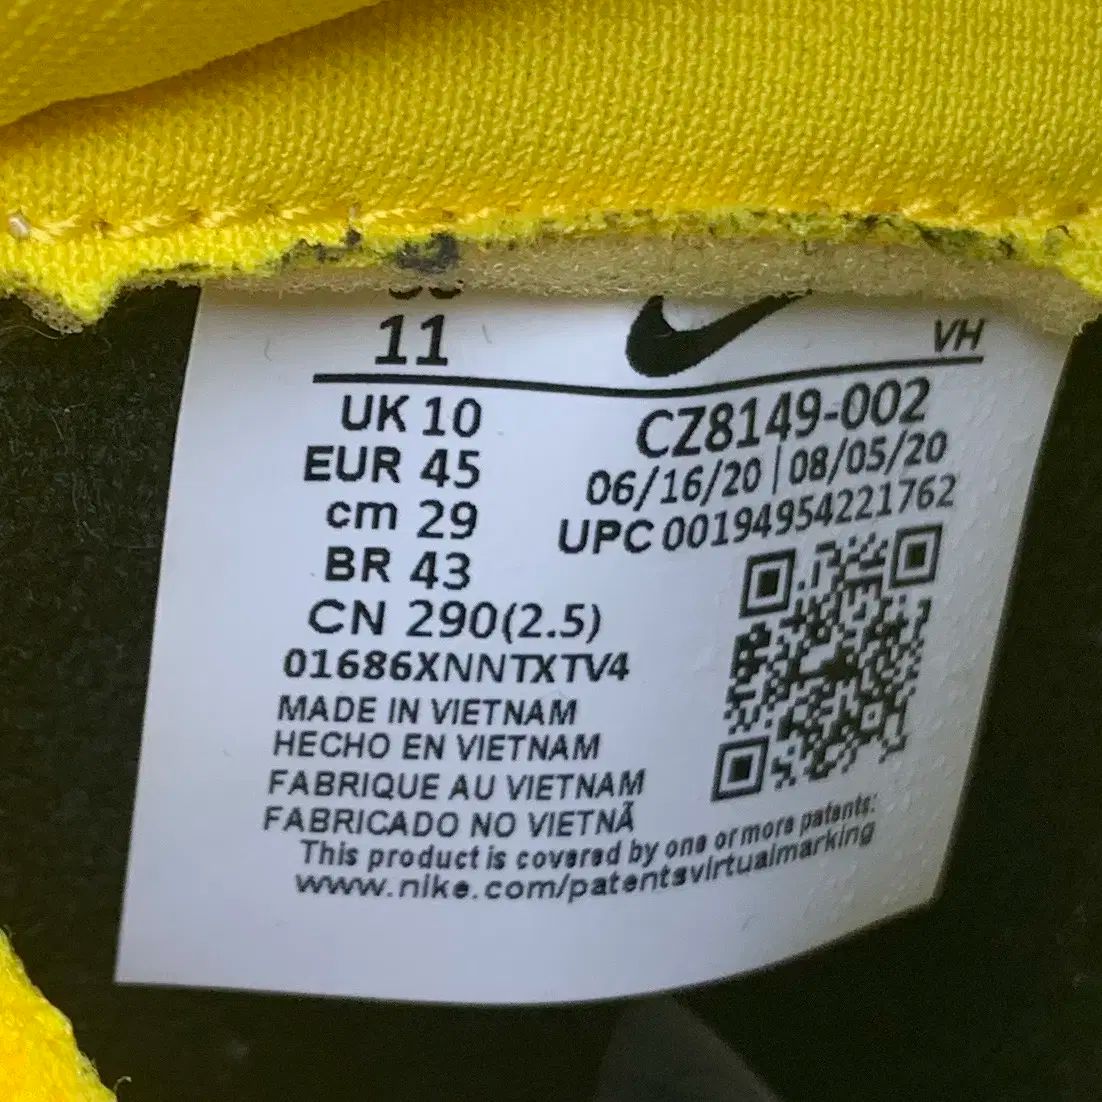 11
VH
UK 10
EUR 45
cm 29
BR 43
CN 290(2.5)
CZ8149-002
06/16/20 | 08/05/20
UPC 00194954221762
01686XNNTXTV4
MADE IN VIETNAM
HECHO EN VIETNAM
FABRIQUE AU VIETNAM
FABRICADO NO VIETNÃ
This product is covered by one or more patents:
www.nike.com/patentsvirtualmarking